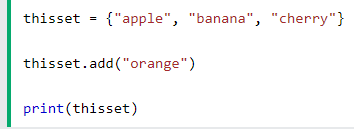 thisset = {"apple", "banana", "cherry"}
thisset.add("orange")
print(thisset)